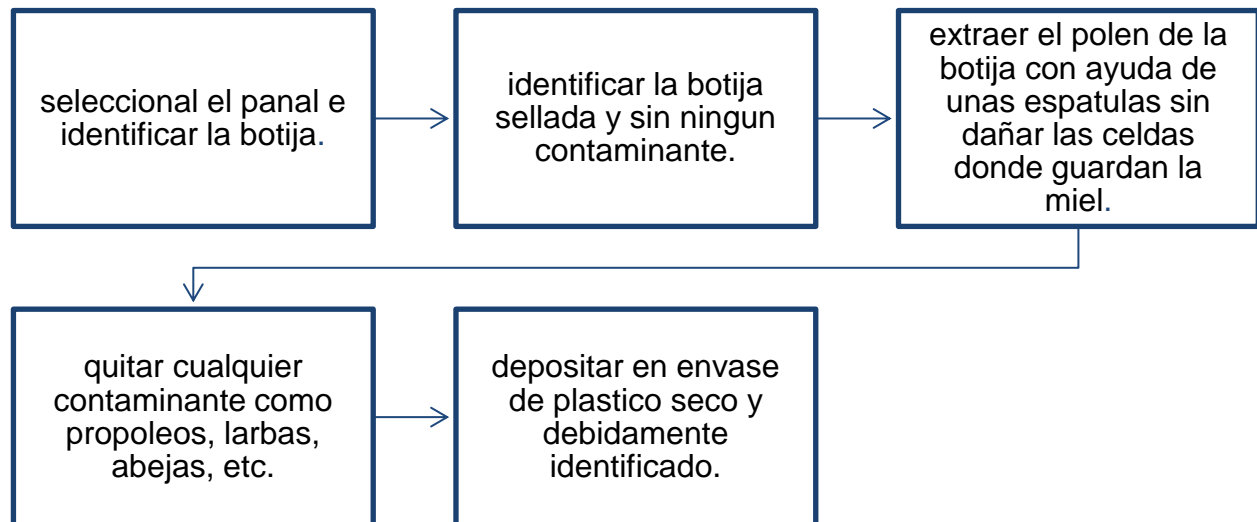 seleccional el panal e
identificar la botija.
identificar la botija
sellada y sin ningun
contaminante.
extraer el polen de la
botija con ayuda de
unas espatulas sin
dañar las celdas
donde guardan la
miel.
quitar cualquier
contaminante como
propoleos, larbas,
abejas, etc.
depositar en envase
de plastico seco y
debidamente
identificado.